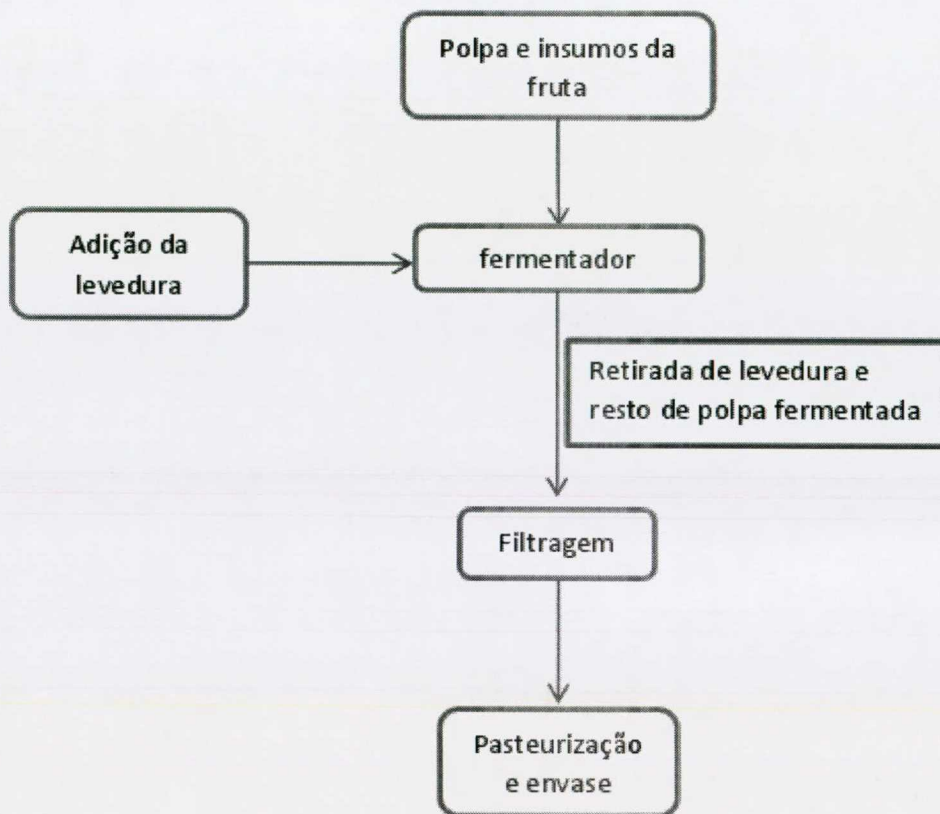 Polpa e insumos da
fruta
Adição da
levedura
fermentador
Retirada de levedura e
resto de polpa fermentada
Filtragem
Pasteurização
e envase